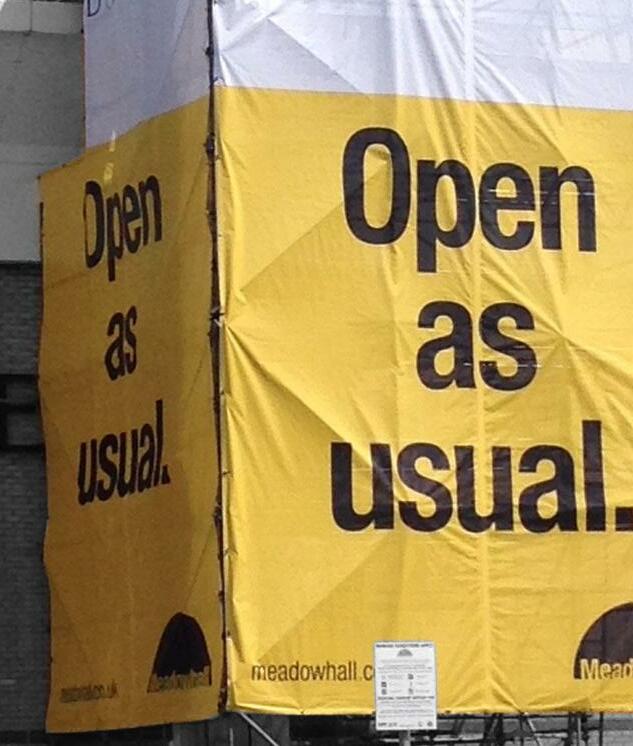 Open
as
usual.
Meadowhall
Open
as
usual.
meadowhall.c
Mead